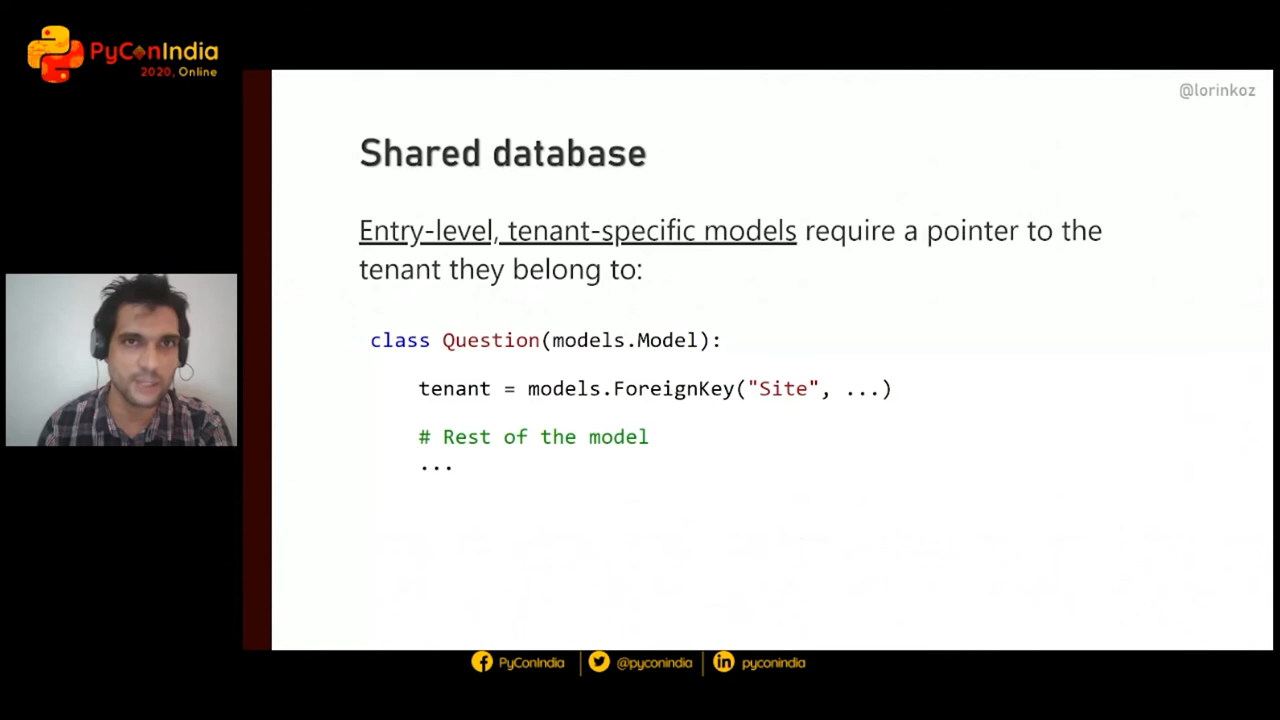 PyConIndia
2020, Online
@lorinkoz
Shared database
Entry-level, tenant-specific models require a pointer to the
tenant they belong to:
class Question(models.Model):
tenant = models.ForeignKey("Site", ...)
# Rest of the model
...
PyConIndia
@pyconindia
pyconindia